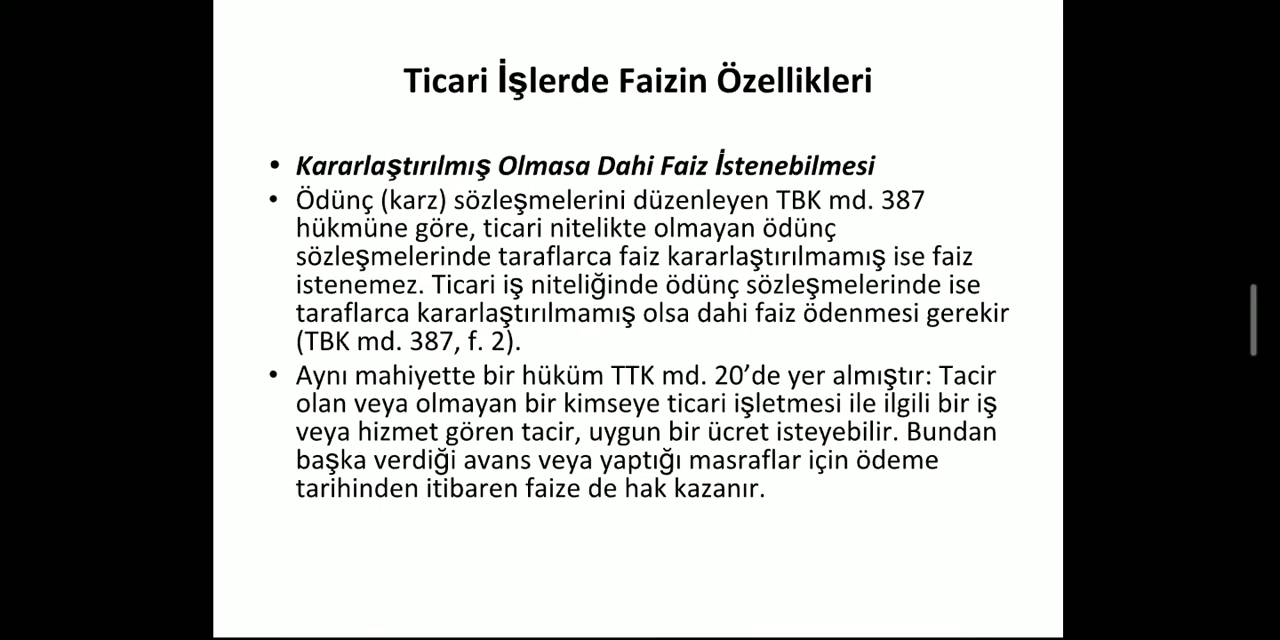 Ticari İşlerde Faizin Özellikleri
• Kararlaştırılmış Olmasa Dahi Faiz İstenebilmesi
• Ödünç (karz) sözleşmelerini düzenleyen TBK md. 387
hükmüne göre, ticari nitelikte olmayan ödünç
sözleşmelerinde taraflarca faiz kararlaştırılmamış ise faiz
istenemez. Ticari iş niteliğinde ödünç sözleşmelerinde ise
taraflarca kararlaştırılmamış olsa dahi faiz ödenmesi gerekir
(TBK md. 387, f. 2).
• Aynı mahiyette bir hüküm TTK md. 20’de yer almıştır: Tacir
olan veya olmayan bir kimseye ticari işletmesi ile ilgili bir iş
veya hizmet gören tacir, uygun bir ücret isteyebilir. Bundan
başka verdiği avans veya yaptığı masraflar için ödeme
tarihinden itibaren faize de hak kazanır.